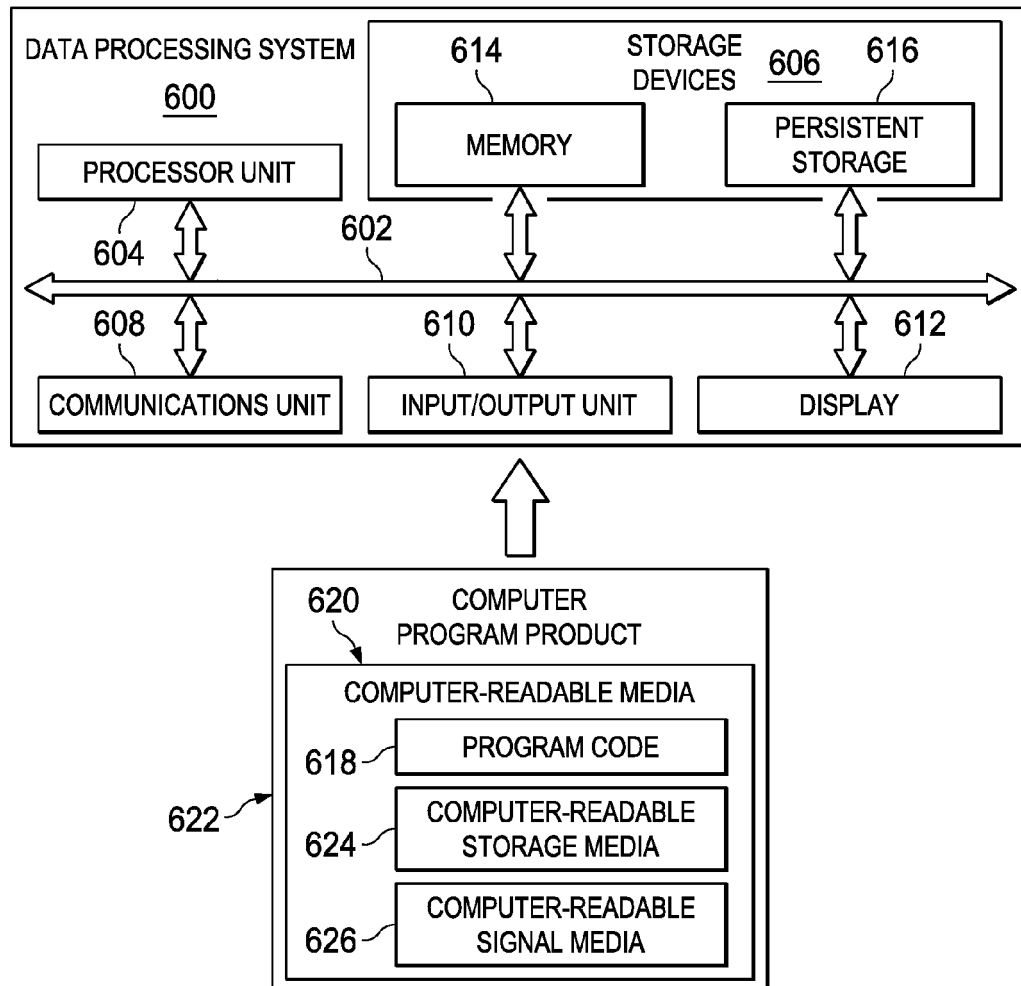 DATA PROCESSING SYSTEM
600
614
STORAGE
DEVICES
606
616
MEMORY
PERSISTENT
STORAGE
PROCESSOR UNIT
604
602
608
610
612
COMMUNICATIONS UNIT
INPUT/OUTPUT UNIT
DISPLAY
620
COMPUTER
PROGRAM PRODUCT
COMPUTER-READABLE MEDIA
618
PROGRAM CODE
622
624
COMPUTER-READABLE
STORAGE MEDIA
626
COMPUTER-READABLE
SIGNAL MEDIA